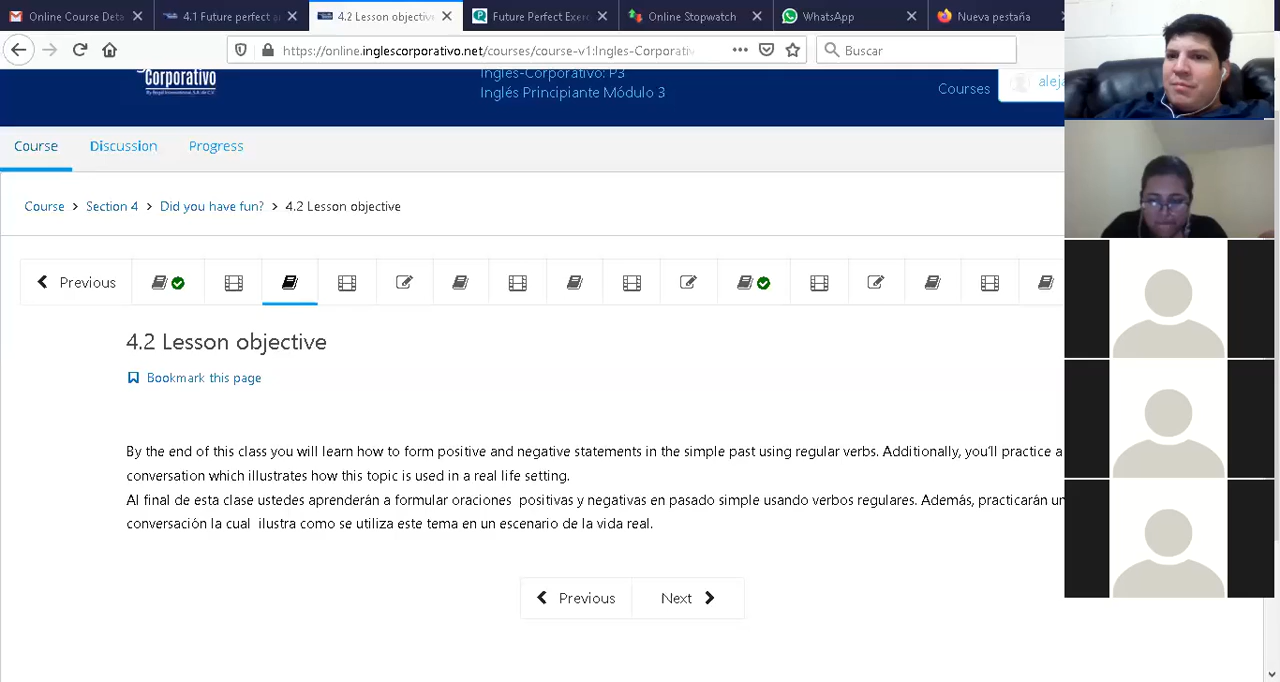 Online Course Deta
4.1 Future perfect a
4.2 Lesson objective
Future Perfect Exer
Online Stopwatch
WhatsApp
Nueva pestaña
https://online.inglescorporativo.net/courses/course-v1:Ingles-Corporativ
Buscar
Corporativo
Ingles-Corporativo: P3
Inglés Principiante Módulo 3
Courses
aleja
Course
Discussion
Progress
Course > Section 4 > Did you have fun? > 4.2 Lesson objective
Previous
4.2 Lesson objective
Bookmark this page
By the end of this class you will learn how to form positive and negative statements in the simple past using regular verbs. Additionally, you'll practice a
conversation which illustrates how this topic is used in a real life setting.
Al final de esta clase ustedes aprenderán a formular oraciones positivas y negativas en pasado simple usando verbos regulares. Además, practicarán un
conversación la cual ilustra como se utiliza este tema en un escenario de la vida real.
Previous
Next